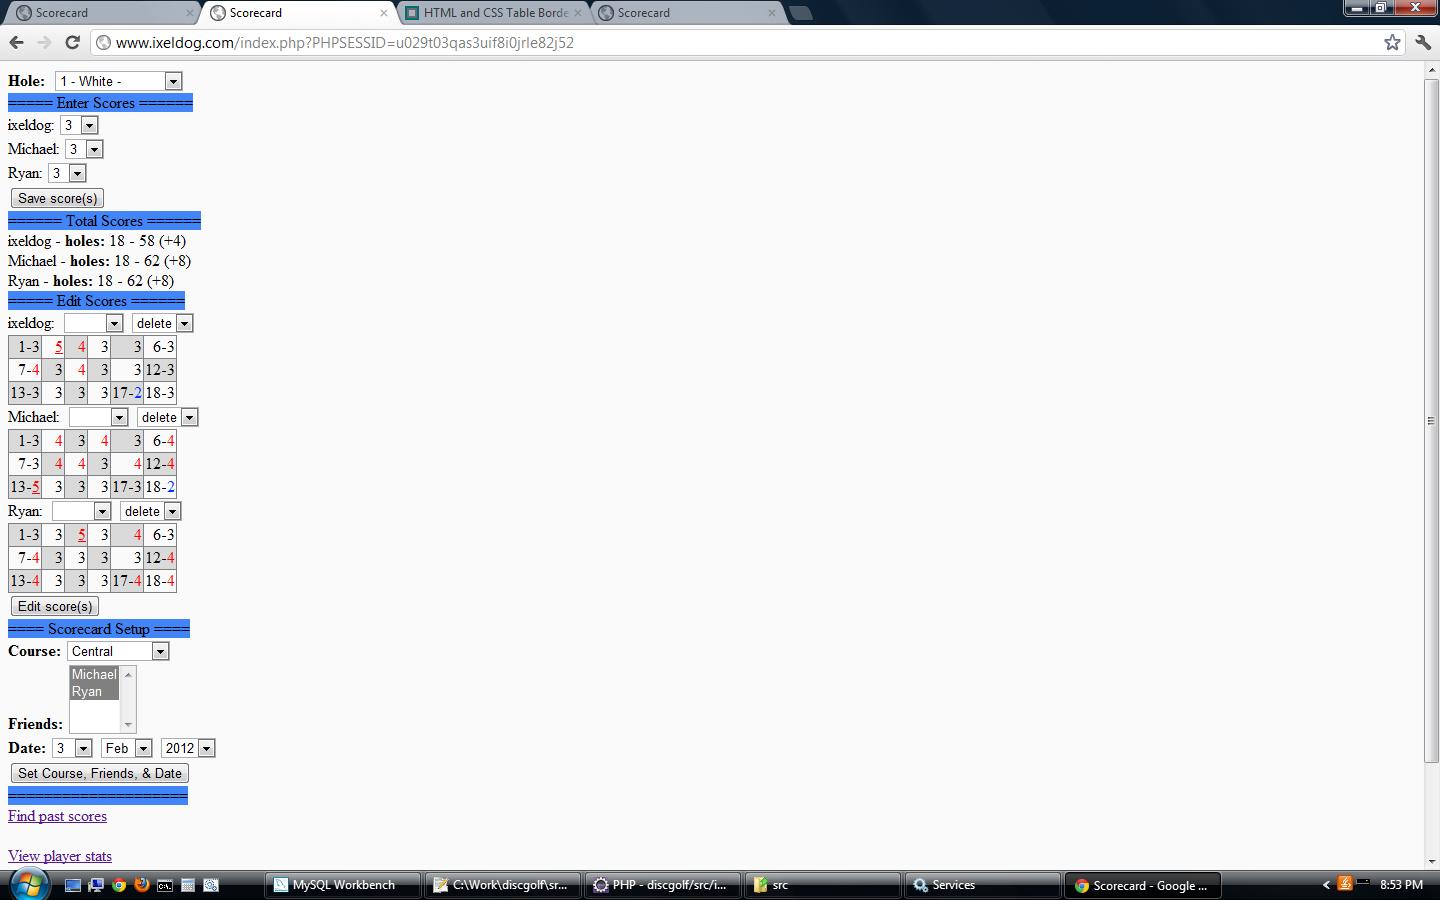 Scorecard
Scorecard
HTML and CSS Table Borde
Scorecard
www.ixeldog.com/index.php?PHPSESSID=u029t03qas3uif8i0jrle82j52
Hole: 1 - White -
===== Enter Scores ======
ixeldog: 3
Michael: 3
Ryan: 3
Save score(s)
====== Total Scores ======
ixeldog - holes: 18 - 58 (+4)
Michael - holes: 18 - 62 (+8)
Ryan - holes: 18 - 62 (+8)
===== Edit Scores ======
ixeldog: delete
1-3 5 4 3 3 6-3
7-4 3 4 3 3 12-3
13-3 3 3 3 17-2 18-3
Michael: delete
1-3 4 3 4 3 6-4
7-3 4 4 3 4 12-4
13-5 3 3 3 17-3 18-2
Ryan: delete
1-3 3 5 3 4 6-3
7-4 3 3 3 3 12-4
13-4 3 3 3 17-4 18-4
Edit score(s)
==== Scorecard Setup ====
Course: Central
Michael
Ryan
Friends:
Date: 3 Feb 2012
Set Course, Friends, & Date
====================
Find past scores
View player stats
MySQL Workbench
C:\Work\discgolf\sr...
PHP - discgolf/src/i...
src
Services
Scorecard - Google ...
8:53 PM